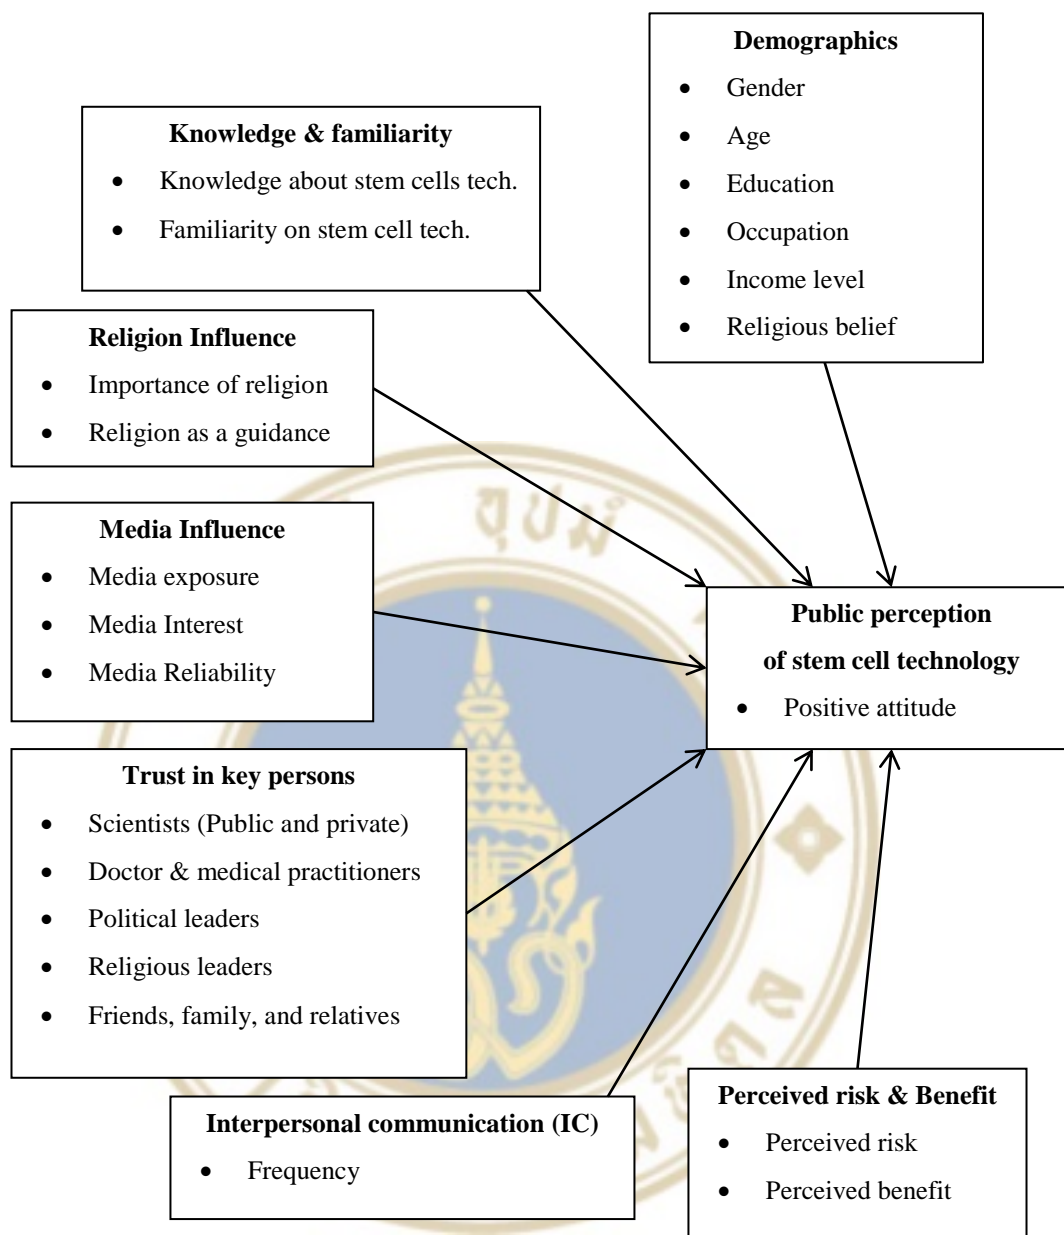 Demographics
• Gender
• Age
• Education
• Occupation
• Income level
• Religious belief
Knowledge & familiarity
• Knowledge about stem cells tech.
• Familiarity on stem cell tech.
Religion Influence
• Importance of religion
• Religion as a guidance
Media Influence
• Media exposure
• Media Interest
• Media Reliability
Public perception
of stem cell technology
• Positive attitude
Trust in key persons
• Scientists (Public and private)
• Doctor & medical practitioners
• Political leaders
• Religious leaders
• Friends, family, and relatives
Interpersonal communication (IC)
• Frequency
Perceived risk & Benefit
• Perceived risk
• Perceived benefit